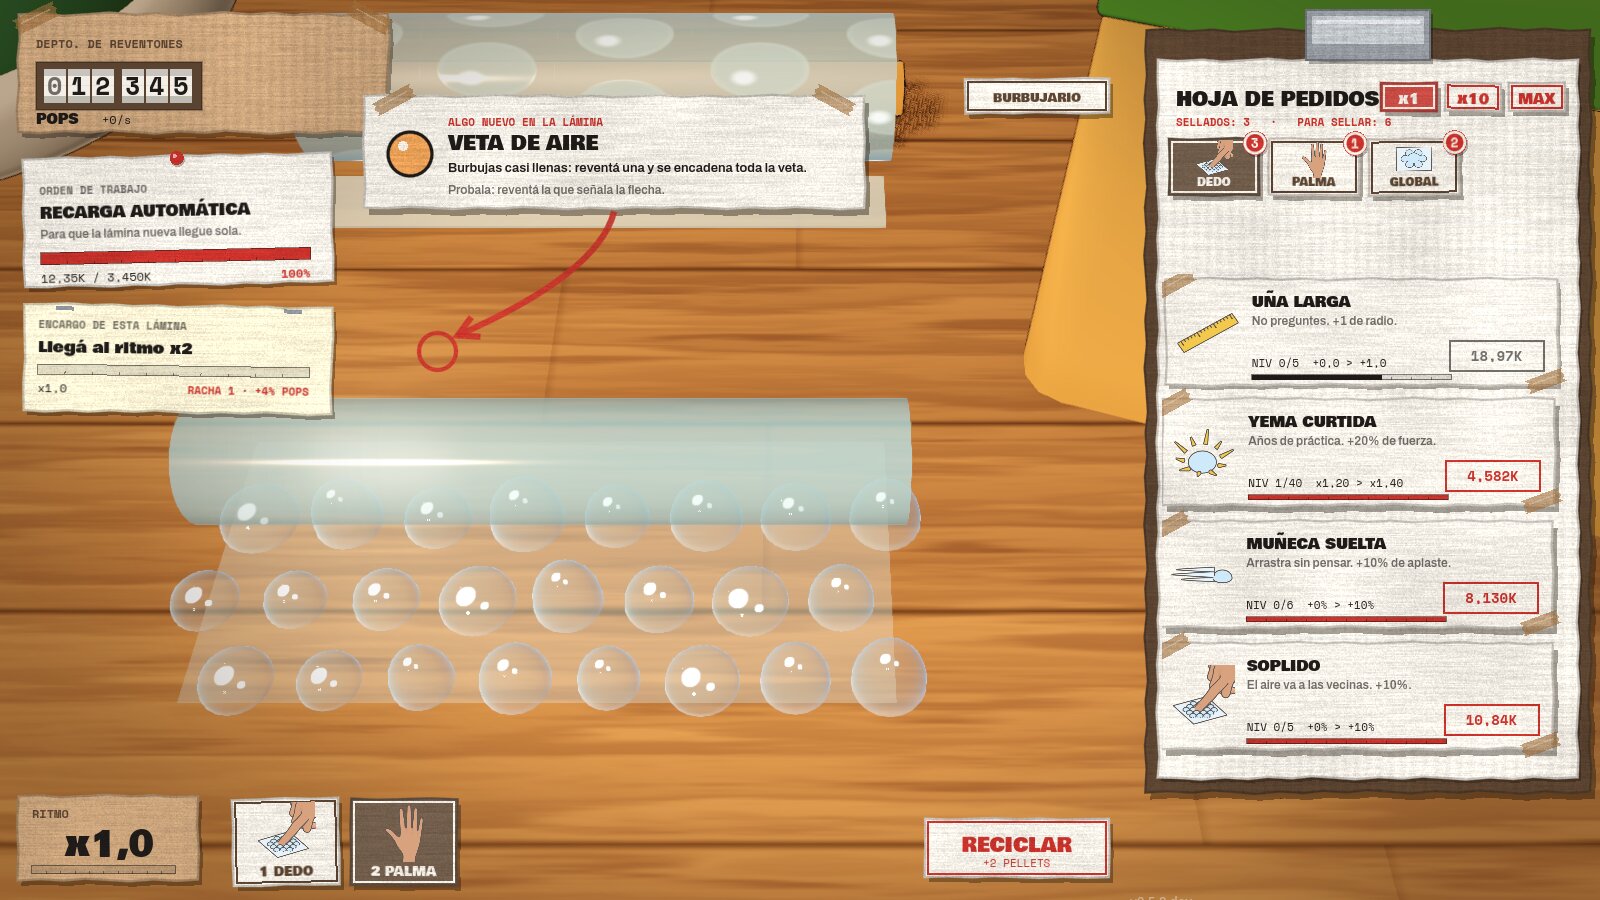 DEPTO. DE REVENTONES
012 345
POPS +0/s
ORDEN DE TRABAJO
RECARGA AUTOMÁTICA
Para que la lámina nueva llegue sola.
12,35K / 3,450K 100%
ENCARGO DE ESTA LÁMINA
Llegá al ritmo x2
x1,0 RACHA 1 · +4% POPS
ALGO NUEVO EN LA LÁMINA
VETA DE AIRE
Burbujas casi llenas: reventá una y se encadena toda la veta.
Probala: reventá la que señala la flecha.
BURBUJARIO
HOJA DE PEDIDOS x1 x10 MAX
SELLADOS: 3 · PARA SELLAR: 6
3 1 2
DEDO PALMA GLOBAL
UÑA LARGA
No preguntes. +1 de radio.
NIV 0/5 +0,0 > +1,0
18,97K
YEMA CURTIDA
Años de práctica. +20% de fuerza.
NIV 1/40 x1,20 > x1,40
4,582K
MUÑECA SUELTA
Arrastra sin pensar. +10% de aplaste.
NIV 0/6 +0% > +10%
8,130K
SOPLIDO
El aire va a las vecinas. +10%.
NIV 0/5 +0% > +10%
10,84K
RITMO
x1,0
1 DEDO
2 PALMA
RECICLAR
+2 PELLETS